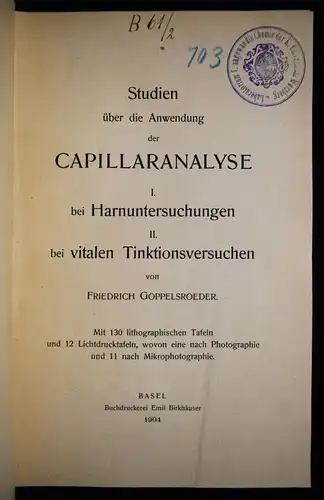 B 61/2
703
Studien
über die Anwendung
der
CAPILLARANALYSE
I.
bei Harnuntersuchungen
II.
bei vitalen Tinktionsversuchen
von
FRIEDRICH GOPPELSROEDER.
Mit 130 lithographischen Tafeln
und 12 Lichtdrucktafeln, wovon eine nach Photographie
und 11 nach Mikrophotographie.
BASEL
Buchdruckerei Emil Birkhäuser
1904